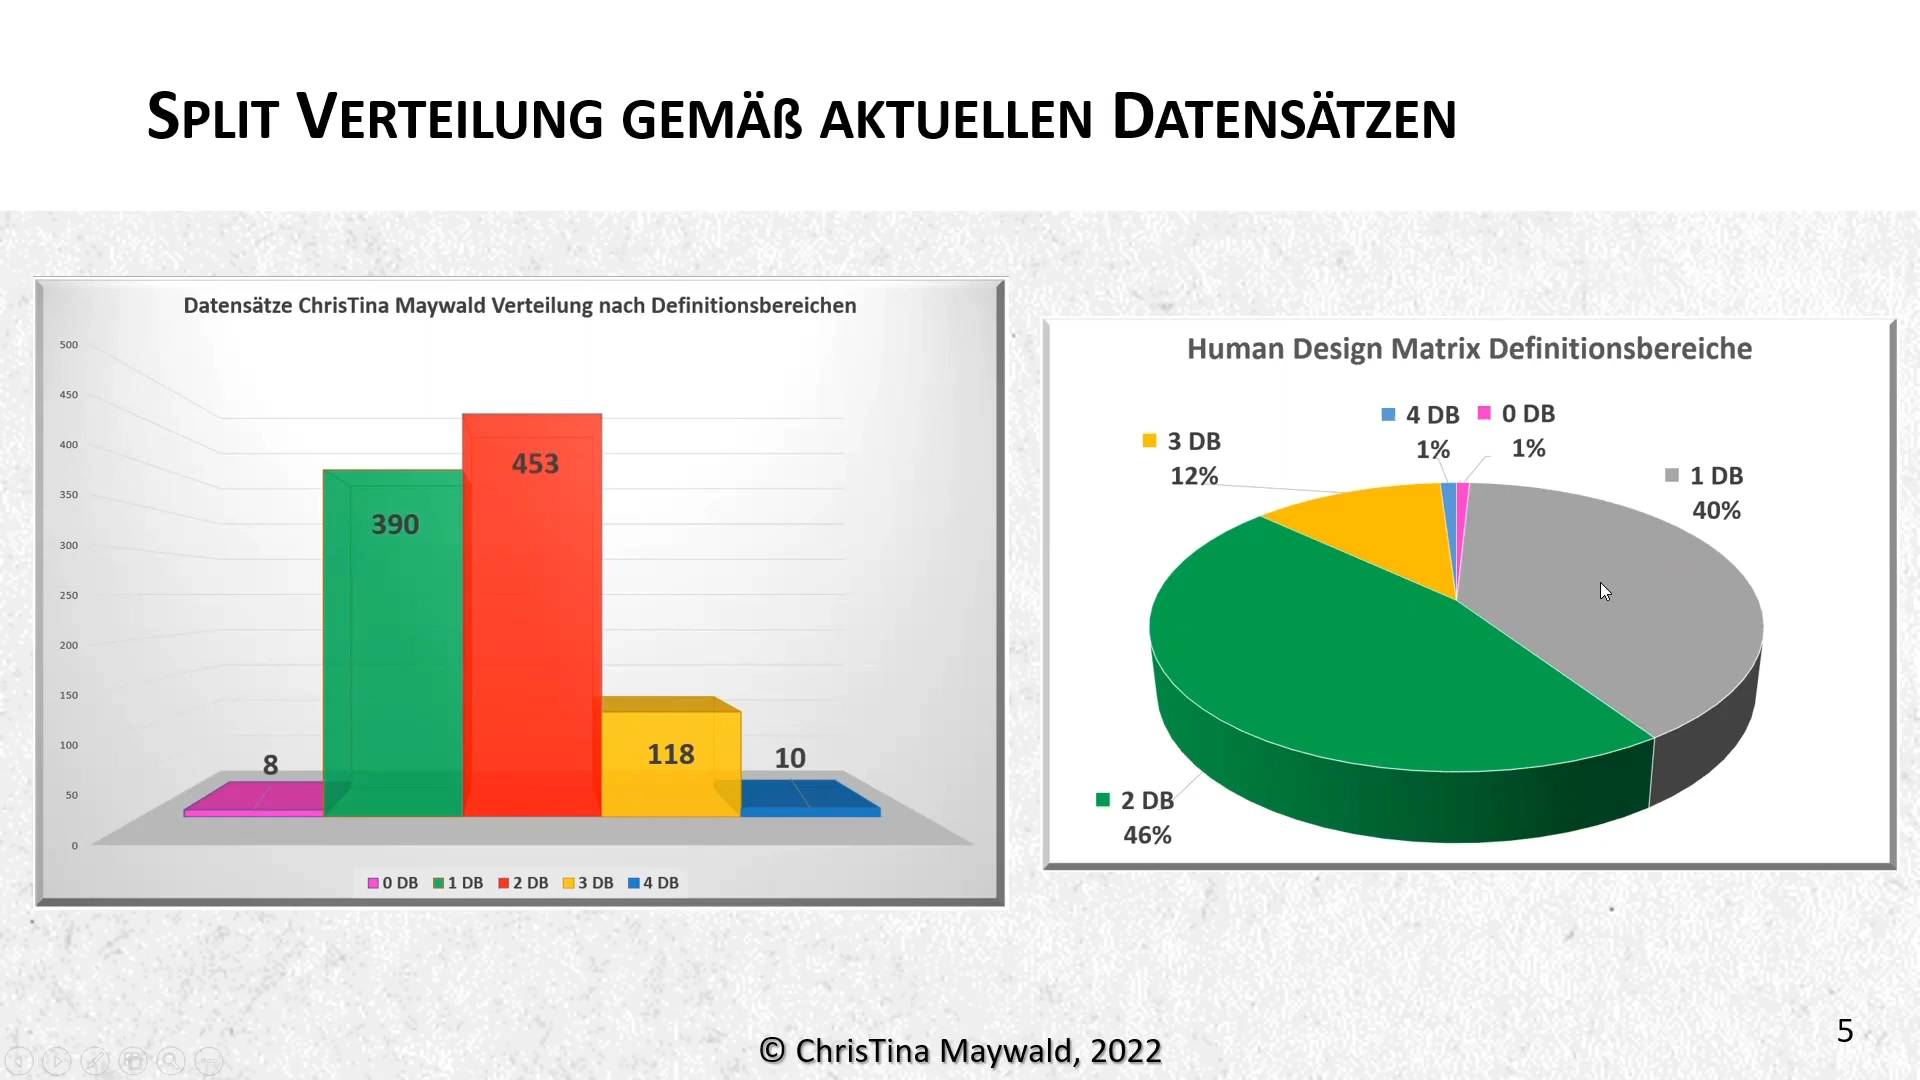 SPLIT VERTEILUNG GEMÄß AKTUELLEN DATENSÄTZEN
Datensätze ChrisTina Maywald Verteilung nach Definitionsbereichen
500
450
400
350
300
250
200
150
100
50
0
8
390
453
118
10
0 DB 1 DB 2 DB 3 DB 4 DB
Human Design Matrix Definitionsbereiche
4 DB
1%
0 DB
1%
3 DB
12%
1 DB
40%
2 DB
46%
© ChrisTina Maywald, 2022
5